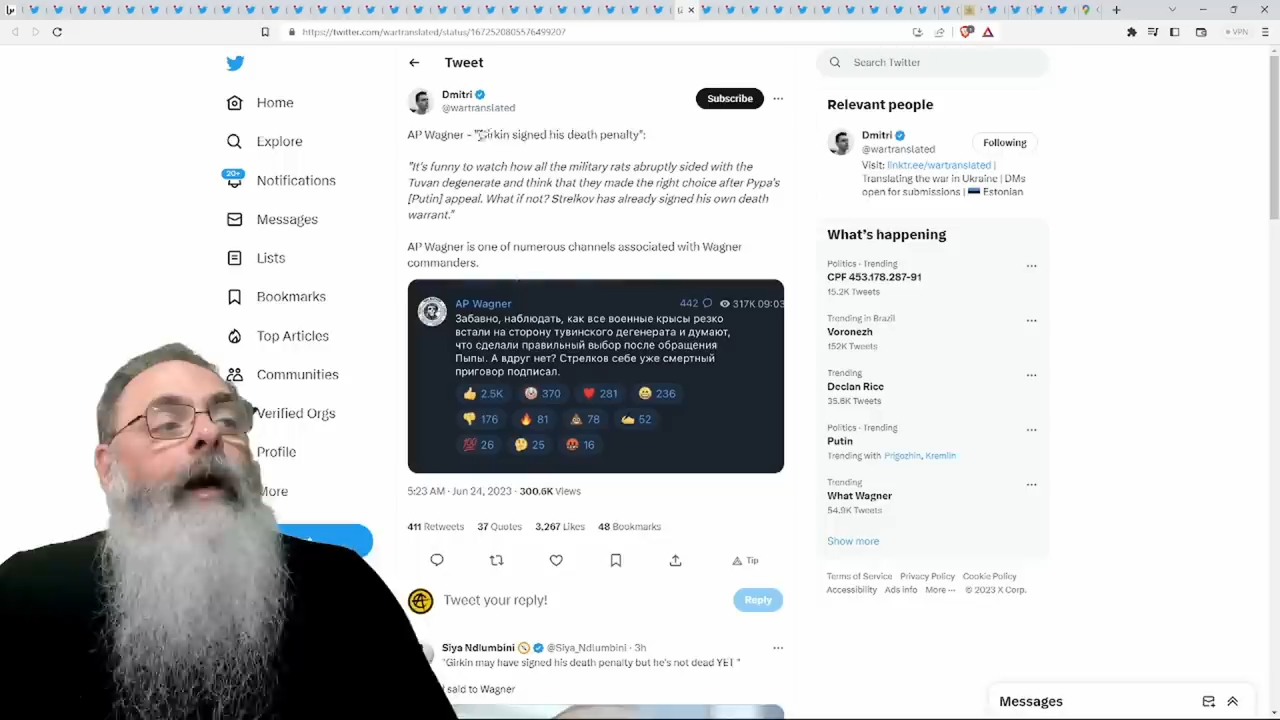 https://twitter.com/wartranslated/status/1672520805576499207
VPN
Home
Explore
20+
Notifications
Messages
Lists
Bookmarks
Top Articles
Communities
Verified Orgs
Profile
More
Tweet
Dmitri
@wartranslated
Subscribe
AP Wagner - "Girkin signed his death penalty":
"It's funny to watch how all the military rats abruptly sided with the
Tuvan degenerate and think that they made the right choice after Pypa's
[Putin] appeal. What if not? Strelkov has already signed his own death
warrant."
AP Wagner is one of numerous channels associated with Wagner
commanders.
AP Wagner
442 317K 09:03
Забавно, наблюдать, как все военные крысы резко
встали на сторону тувинского дегенерата и думают,
что сделали правильный выбор после обращения
Пыпы. А вдруг нет? Стрелков себе уже смертный
приговор подписал.
2.5K 370 281 236
176 81 78 52
26 25 16
5:23 AM · Jun 24, 2023 · 300.6K Views
411 Retweets 37 Quotes 3,267 Likes 48 Bookmarks
Tip
Tweet your reply!
Reply
Siya Ndlumbini @Siya_Ndlumbini · 3h
"Girkin may have signed his death penalty but he's not dead YET "
said to Wagner
Search Twitter
Relevant people
Dmitri
@wartranslated
Following
Visit: linktr.ee/wartranslated |
Translating the war in Ukraine | DMs
open for submissions | Estonian
What's happening
Politics · Trending
CPF 453.178.287-91
15.2K Tweets
Trending in Brazil
Voronezh
152K Tweets
Trending
Declan Rice
35.6K Tweets
Politics · Trending
Putin
Trending with Prigozhin, Kremlin
Trending
What Wagner
54.9K Tweets
Show more
Terms of Service Privacy Policy Cookie Policy
Accessibility Ads info More ··· © 2023 X Corp.
Messages